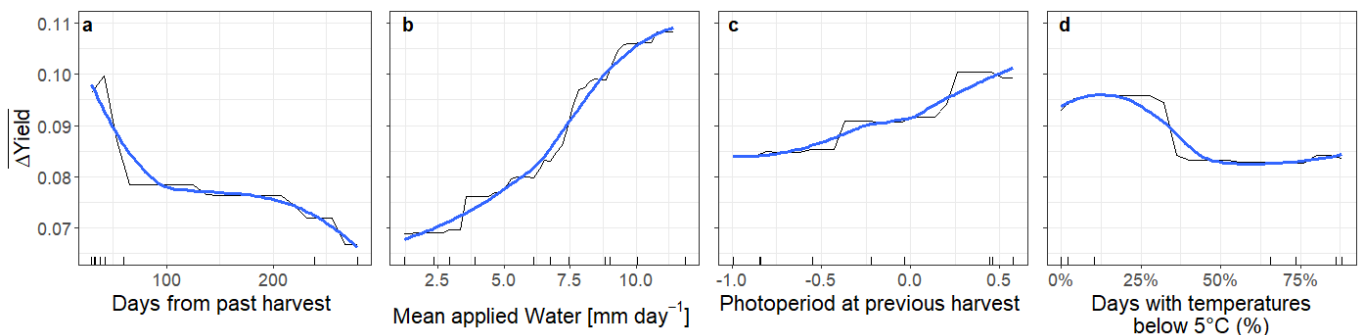 a b c d
0.11
0.10
0.09
0.08
0.07
ΔYield
100 200
2.5 5.0 7.5 10.0
-1.0 -0.5 0.0 0.5
0% 25% 50% 75%
Days from past harvest
Mean applied Water [mm day⁻¹]
Photoperiod at previous harvest
Days with temperatures
below 5°C (%)